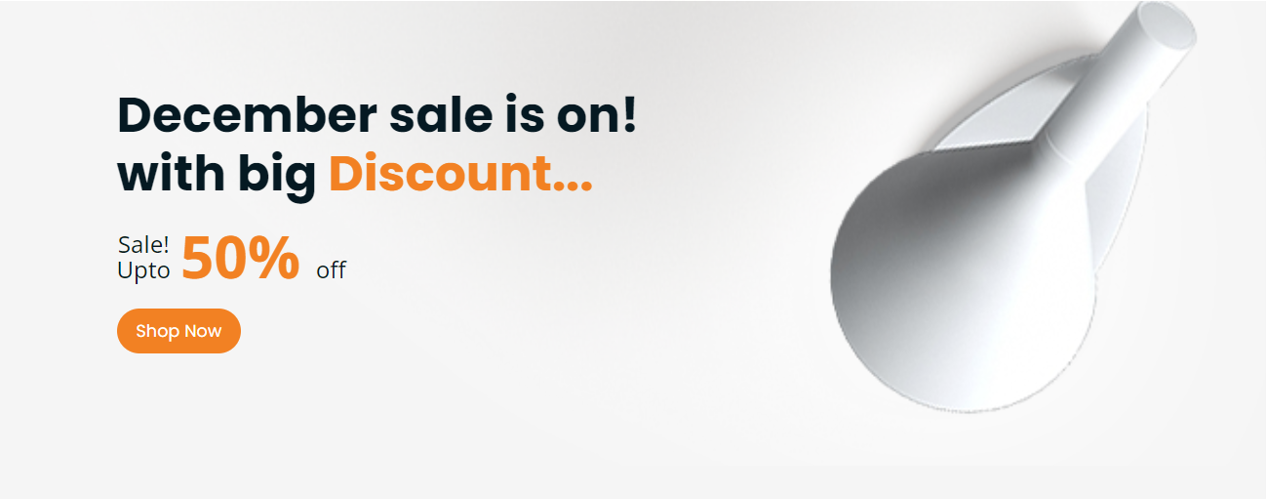 December sale is on!
with big Discount...
Sale!
Upto 50% off
Shop Now